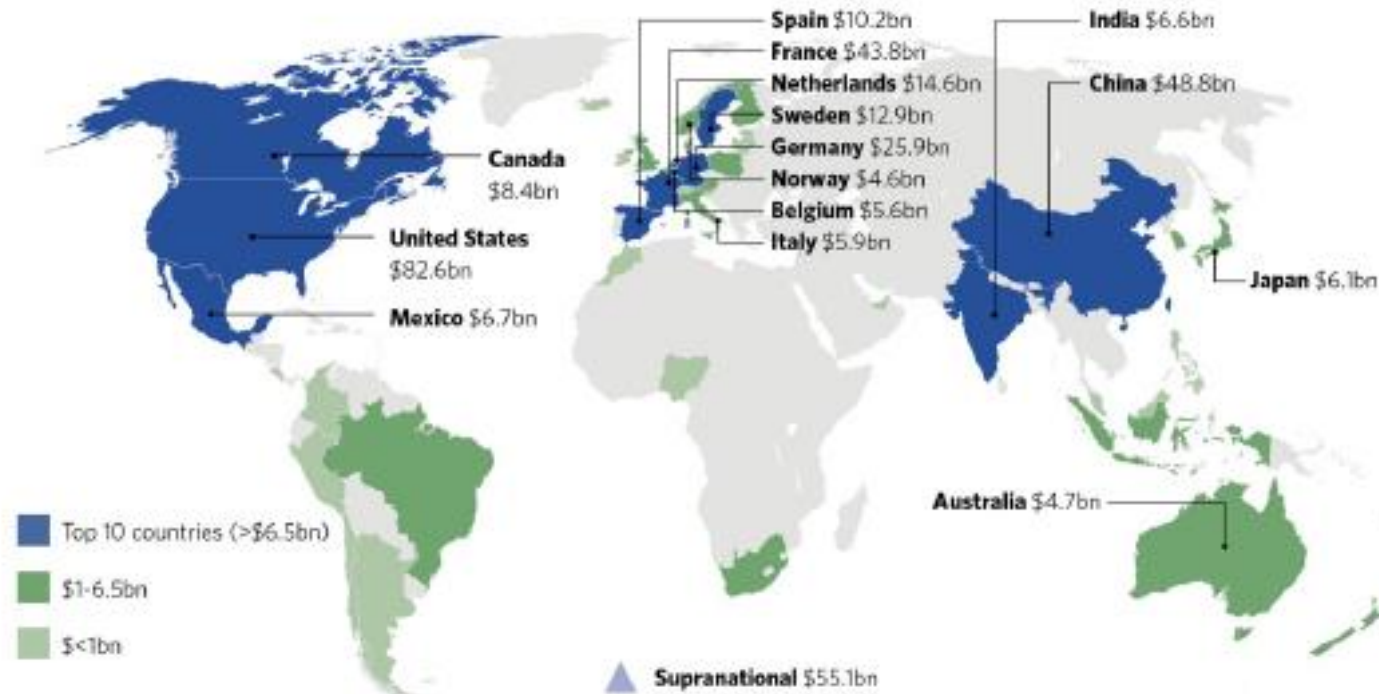 Spain $10.2bn
France $43.8bn
Netherlands $14.6bn
Sweden $12.9bn
Germany $25.9bn
Norway $4.6bn
Belgium $5.6bn
Italy $5.9bn
India $6.6bn
China $48.8bn
Canada
$8.4bn
United States
$82.6bn
Mexico $6.7bn
Japan $6.1bn
Australia $4.7bn
Top 10 countries (>$6.5bn)
$1-6.5bn
$<1bn
Supranational $55.1bn